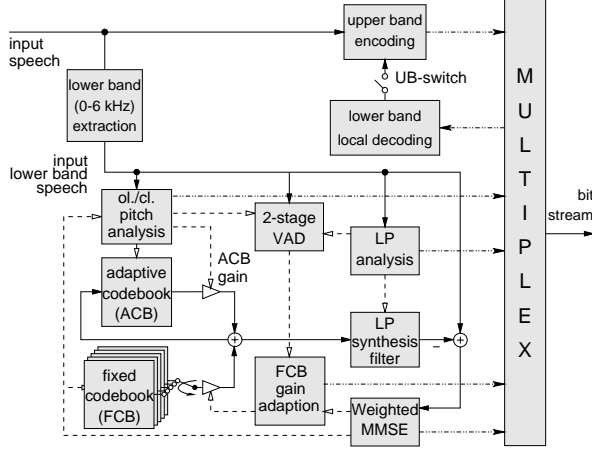 input
speech
upper band
encoding
UB-switch
lower band
(0-6 kHz)
extraction
lower band
local decoding
MULTIPLEX
bit
stream
input
lower band
speech
ol./cl.
pitch
analysis
2-stage
VAD
LP
analysis
ACB
gain
adaptive
codebook
(ACB)
LP
synthesis
filter
+
+
−
fixed
codebook
(FCB)
FCB
gain
adaption
Weighted
MMSE